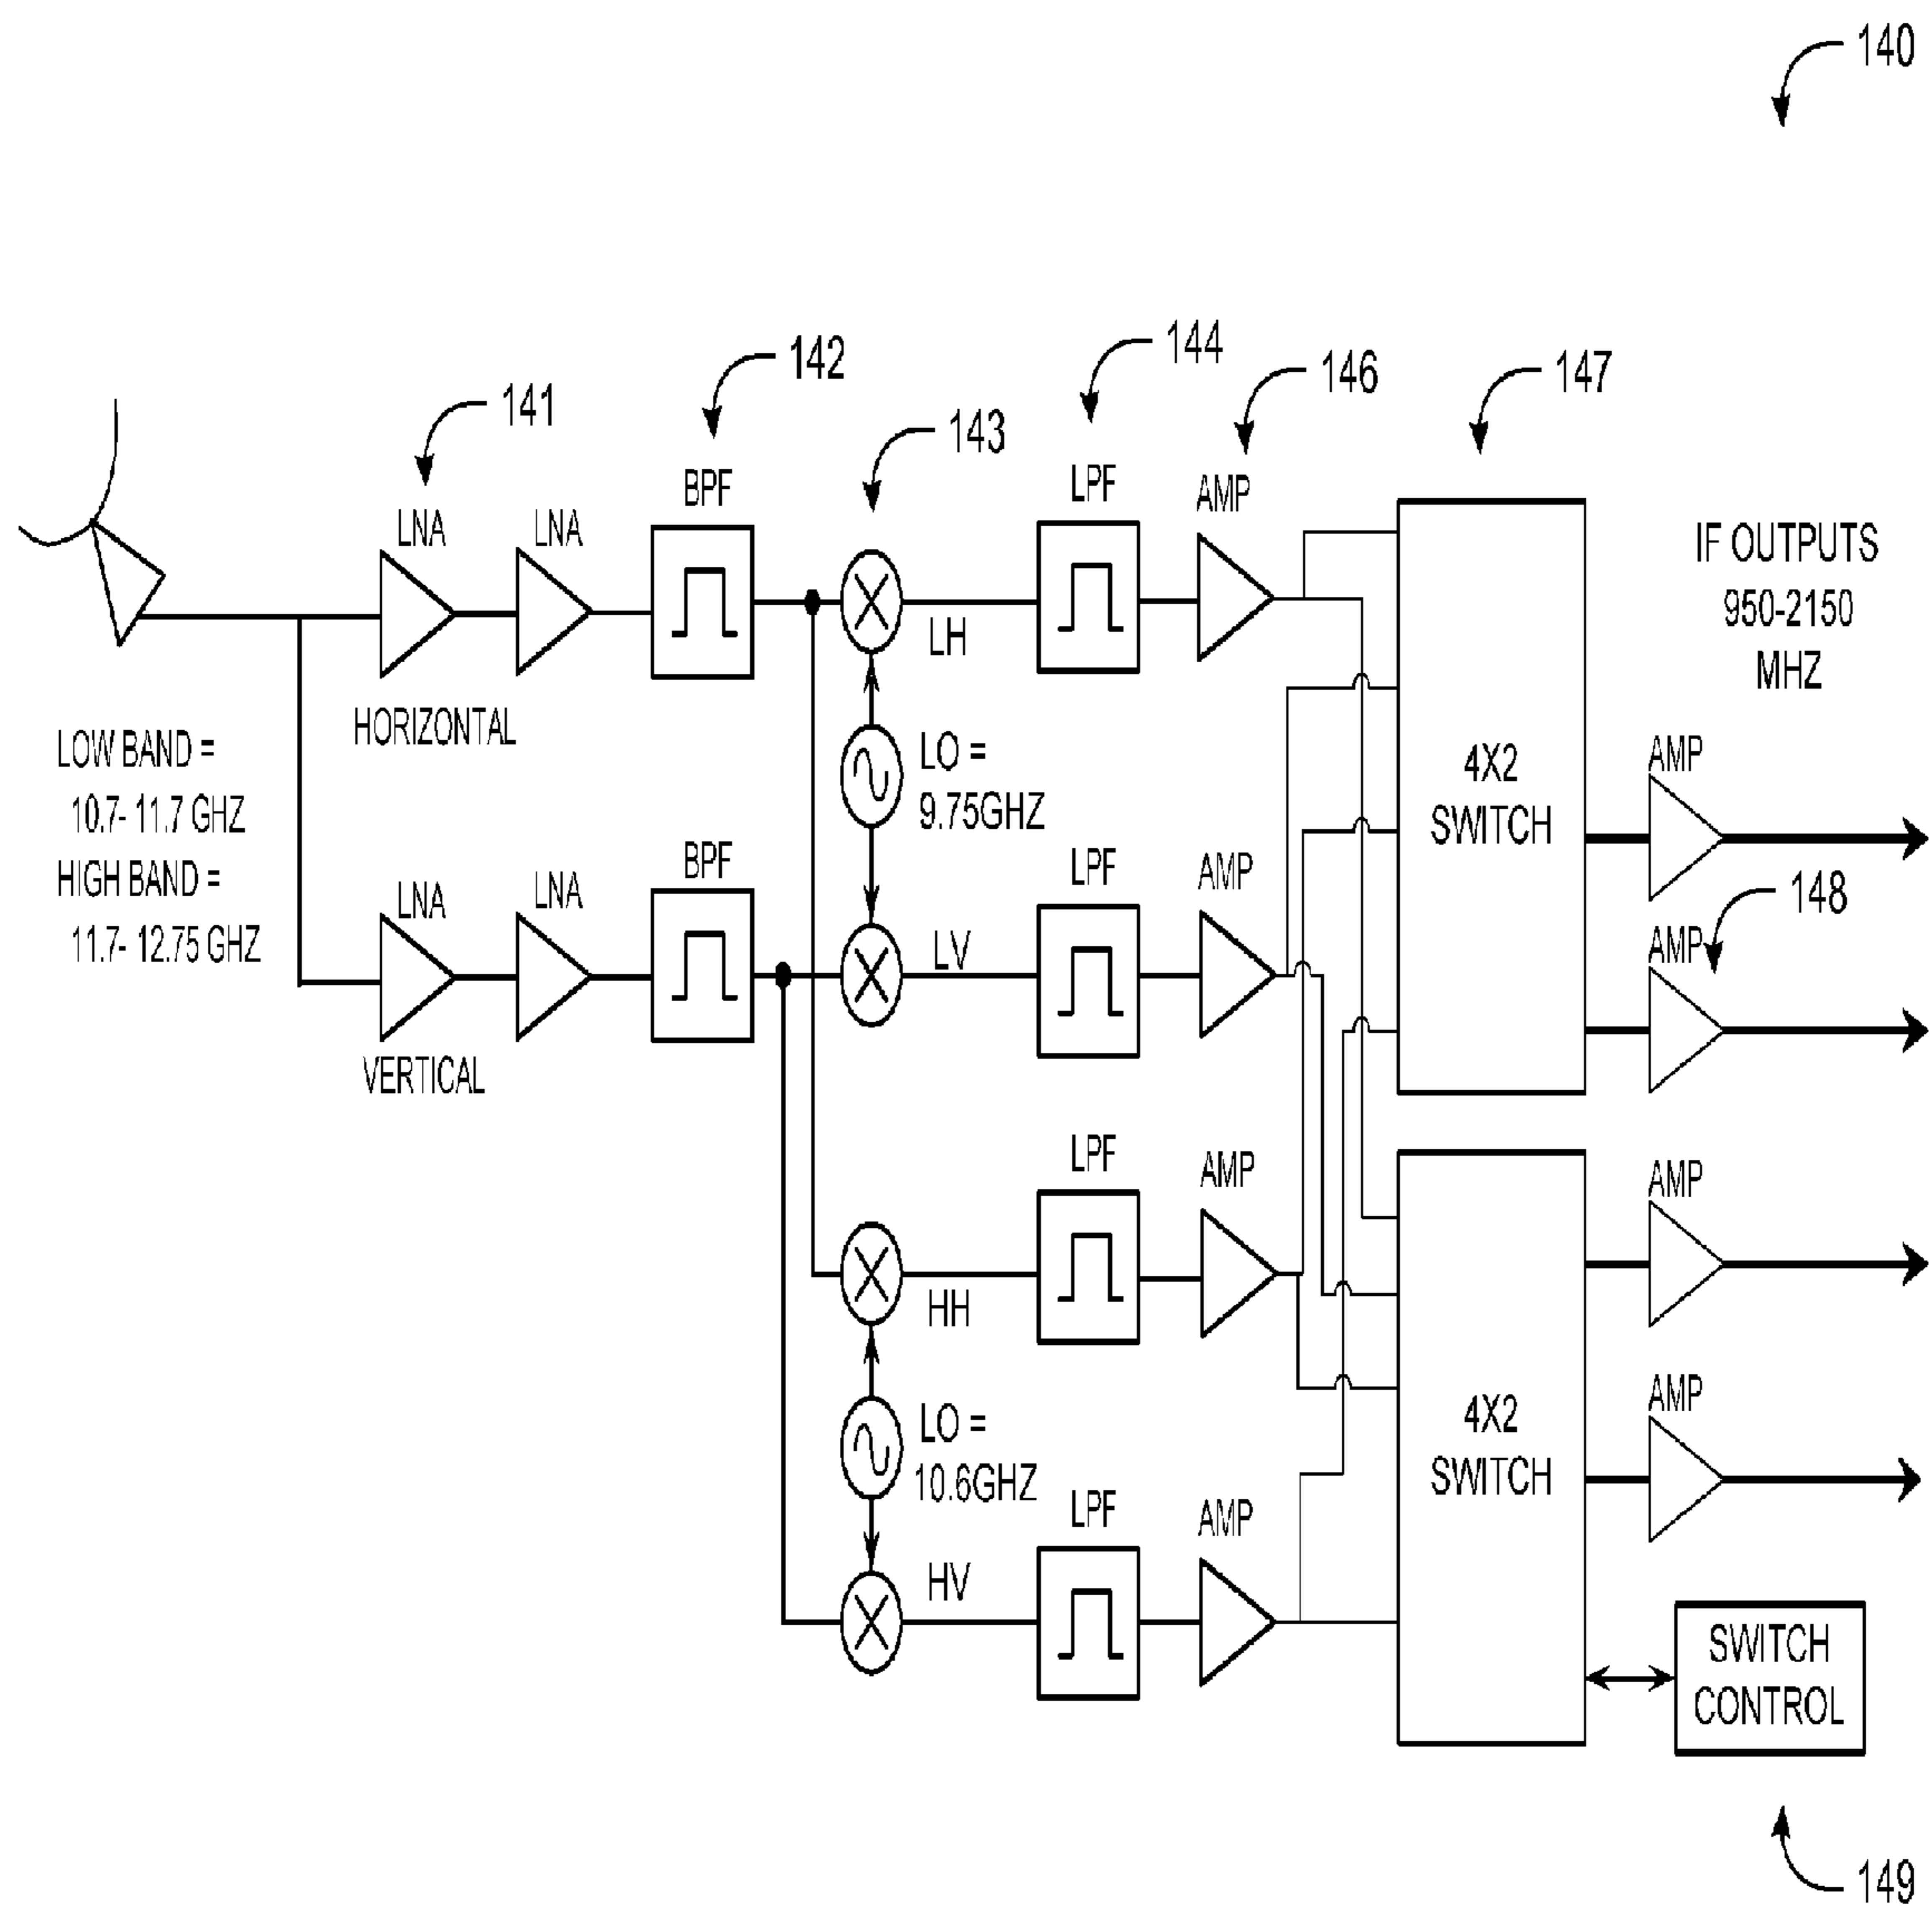 140
141
142
143
144
146
147
LNA
LNA
BPF
LPF
AMP
IF OUTPUTS
950-2150
MHZ
LH
HORIZONTAL
LOW BAND =
10.7- 11.7 GHZ
HIGH BAND =
11.7- 12.75 GHZ
LO =
9.75GHZ
4X2
SWITCH
AMP
LNA
LNA
BPF
LPF
AMP
148
AMP
LV
VERTICAL
LPF
AMP
AMP
HH
LO =
10.6GHZ
4X2
SWITCH
AMP
LPF
AMP
HV
SWITCH
CONTROL
149